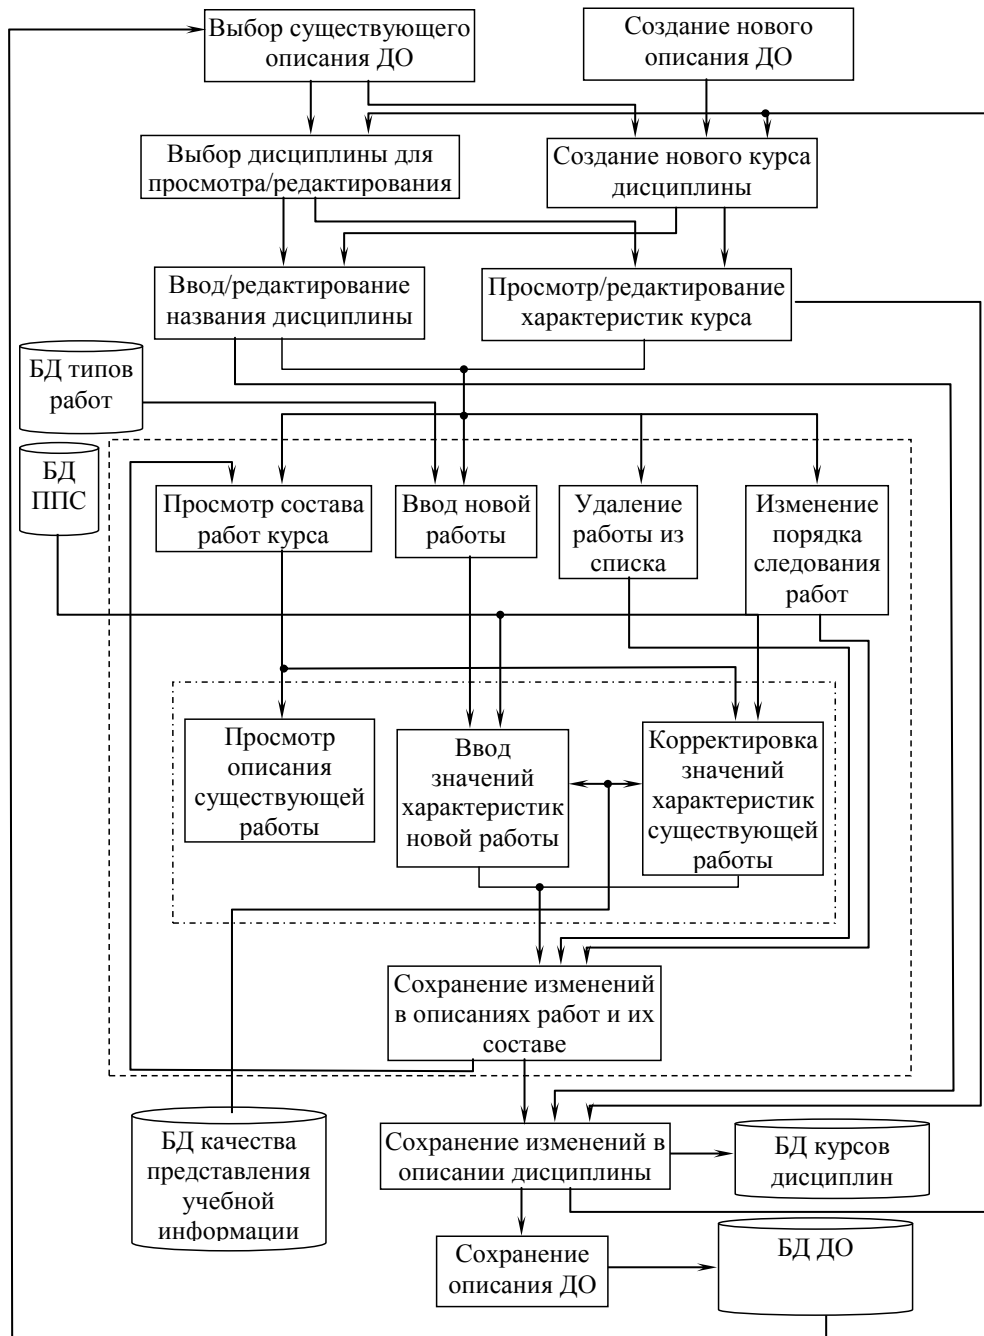 Выбор существующего
описания ДО
Создание нового
описания ДО
Выбор дисциплины для
просмотра/редактирования
Создание нового курса
дисциплины
Ввод/редактирование
названия дисциплины
Просмотр/редактирование
характеристик курса
БД типов
работ
БД
ППС
Просмотр состава
работ курса
Ввод новой
работы
Удаление
работы из
списка
Изменение
порядка
следования
работ
Просмотр
описания
существующей
работы
Ввод
значений
характеристик
новой работы
Корректировка
значений
характеристик
существующей
работы
Сохранение изменений
в описаниях работ и их
составе
БД качества
представления
учебной
информации
Сохранение изменений в
описании дисциплины
БД курсов
дисциплин
Сохранение
описания ДО
БД ДО